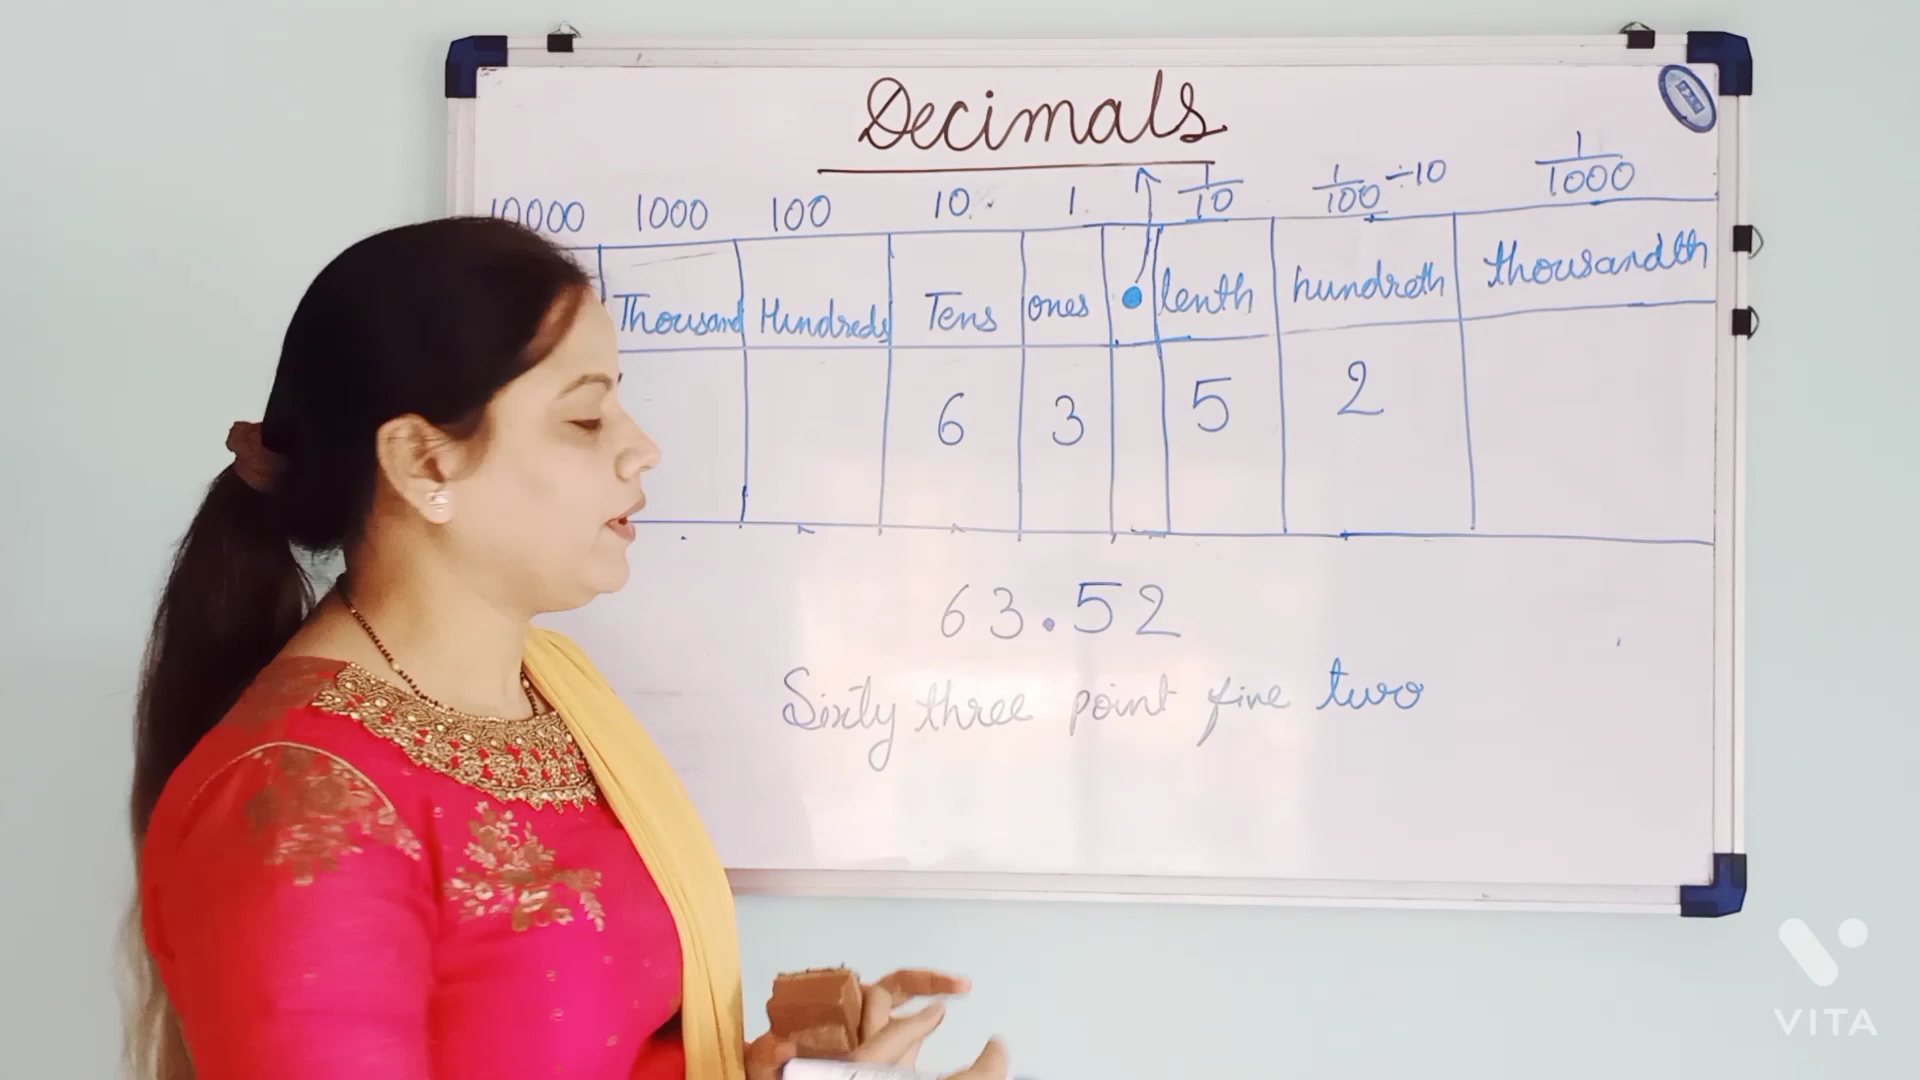 Decimals
10000 1000 100 10 1 1/10 1/100 ÷10 1/1000
Thousand Hundreds Tens ones • tenth hundreth thousandth
6 3 5 2
63.52
Sixty three point five two
VITA